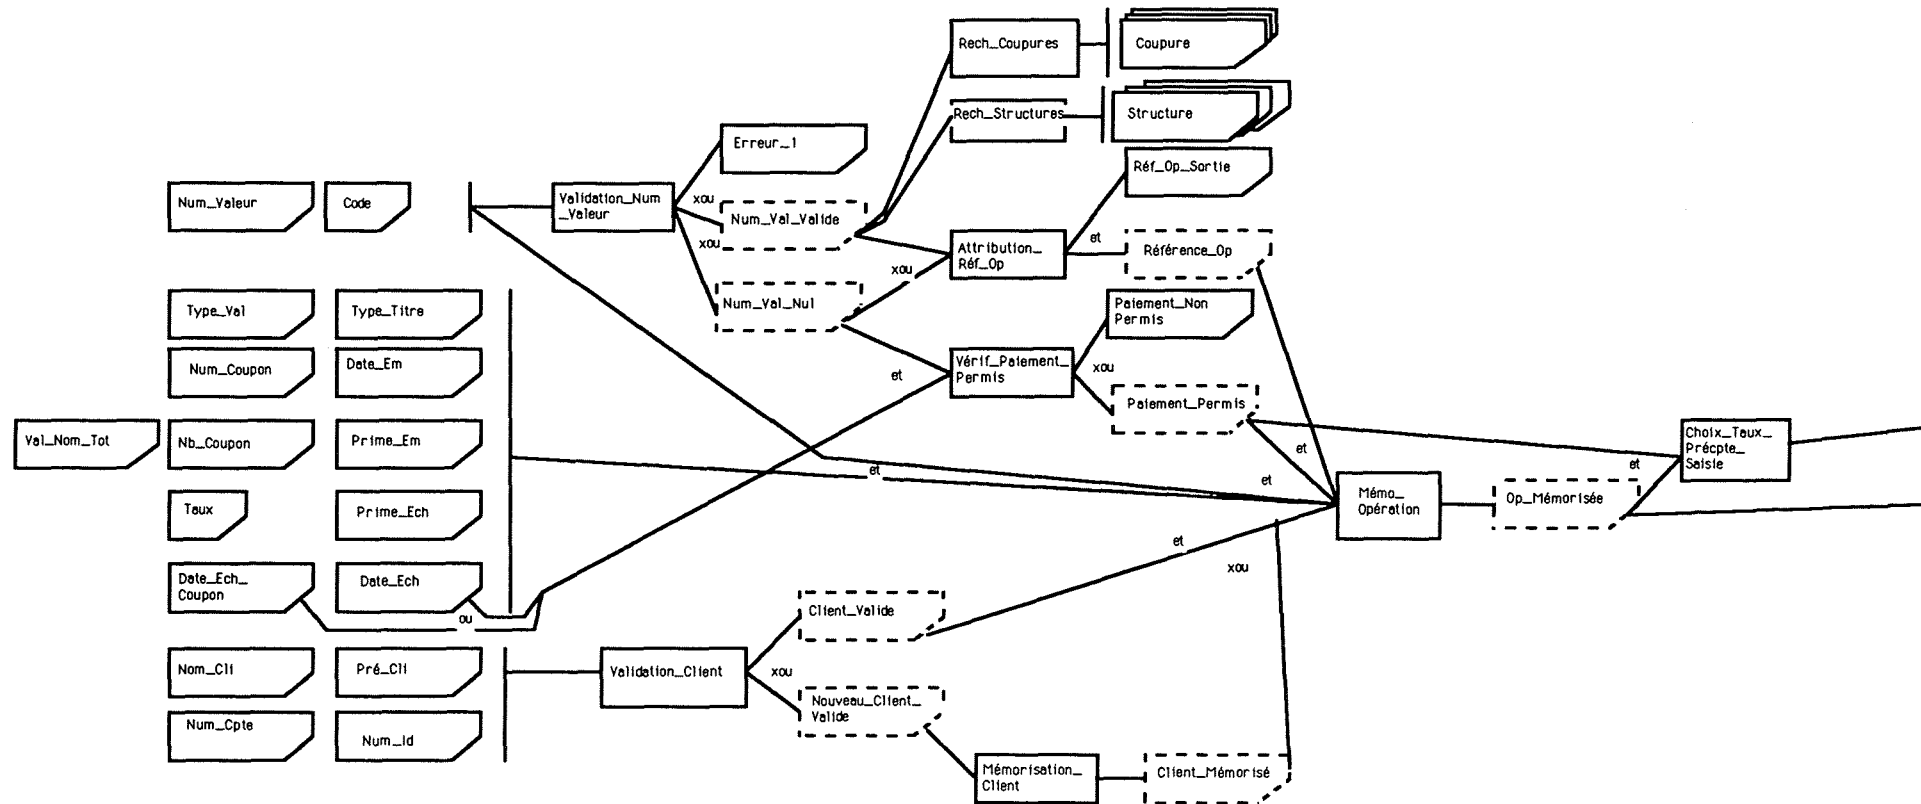 Rech_Coupures
Coupure
Rech_Structures
Structure
Erreur_1
Réf_Op_Sortie
Num_Valeur
Code
Validation_Num
_Valeur
xou
Num_Val_Valide
xou
et
Attribution_
Réf_Op
Référence_Op
xou
Type_Val
Type_Titre
Num_Val_Nul
Paiement_Non
Permis
Num_Coupon
Date_Em
et
Vérif_Paiement_
Permis
xou
Paiement_Permis
Val_Nom_Tot
Nb_Coupon
Prime_Em
Choix_Taux_
Précpte_
Saisie
et
et
et
et
Taux
Prime_Ech
Mémo_
Opération
Op_Mémorisée
et
xou
Date_Ech_
Coupon
Date_Ech
ou
Client_Valide
Nom_Cli
Pré_Cli
Validation_Client
xou
Nouveau_Client_
Valide
Num_Cpte
Num_Id
Mémorisation_
Client
Client_Mémorisé